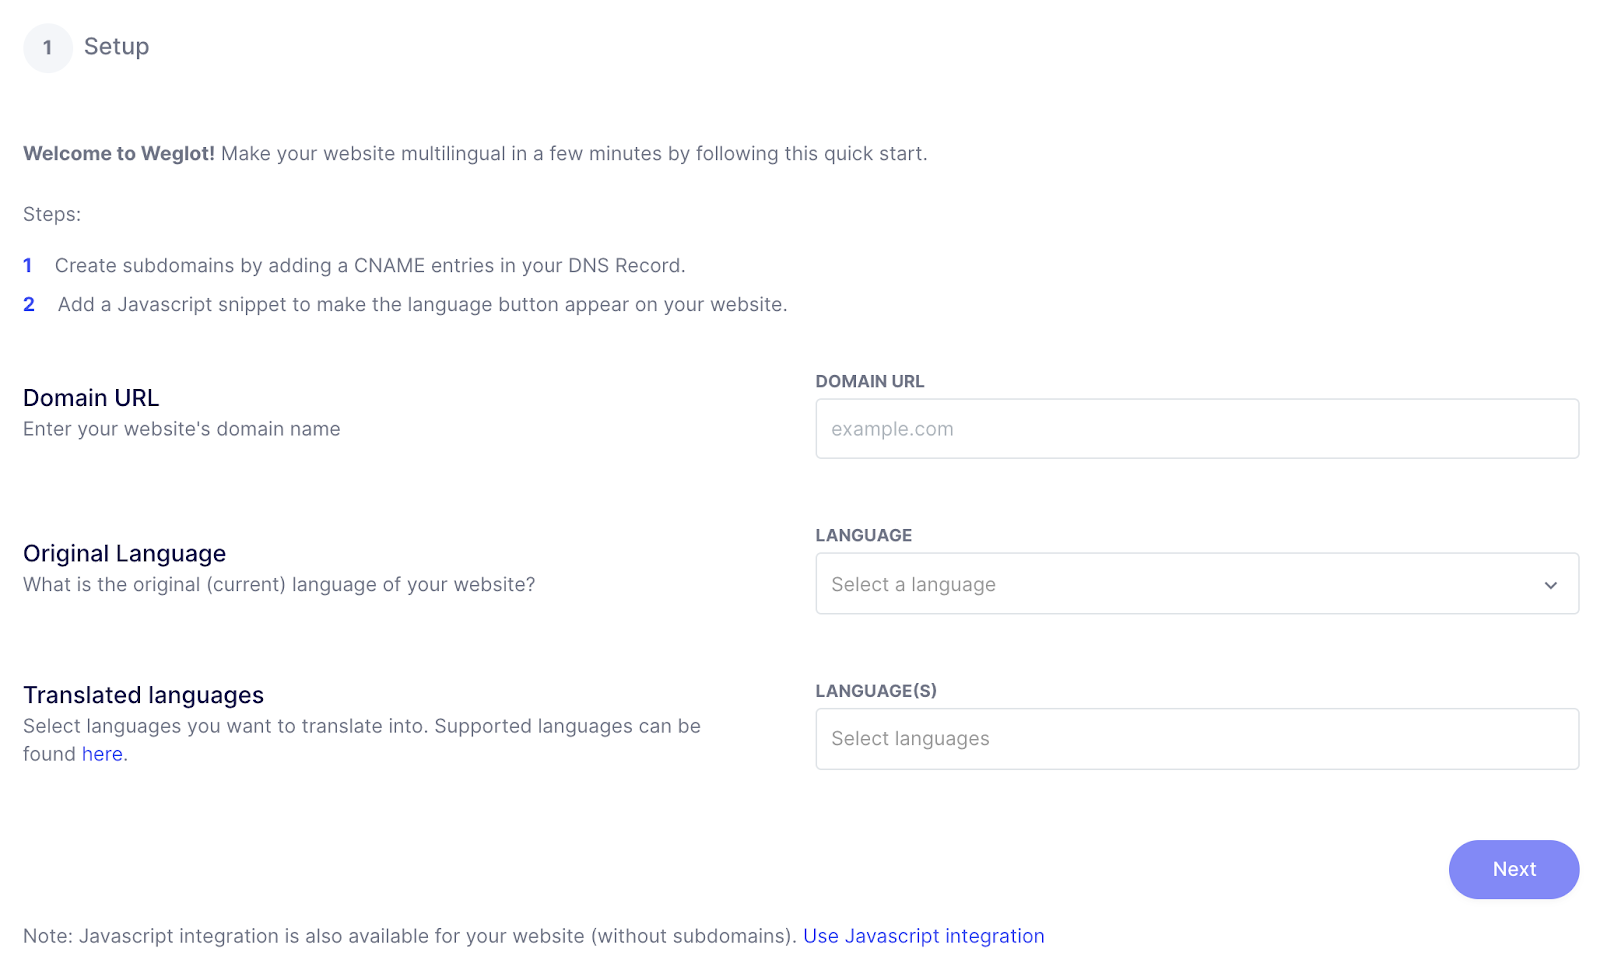 1 Setup
Welcome to Weglot! Make your website multilingual in a few minutes by following this quick start.
Steps:
1 Create subdomains by adding a CNAME entries in your DNS Record.
2 Add a Javascript snippet to make the language button appear on your website.
Domain URL
Enter your website's domain name
DOMAIN URL
example.com
Original Language
What is the original (current) language of your website?
LANGUAGE
Select a language
Translated languages
Select languages you want to translate into. Supported languages can be
found here.
LANGUAGE(S)
Select languages
Next
Note: Javascript integration is also available for your website (without subdomains). Use Javascript integration